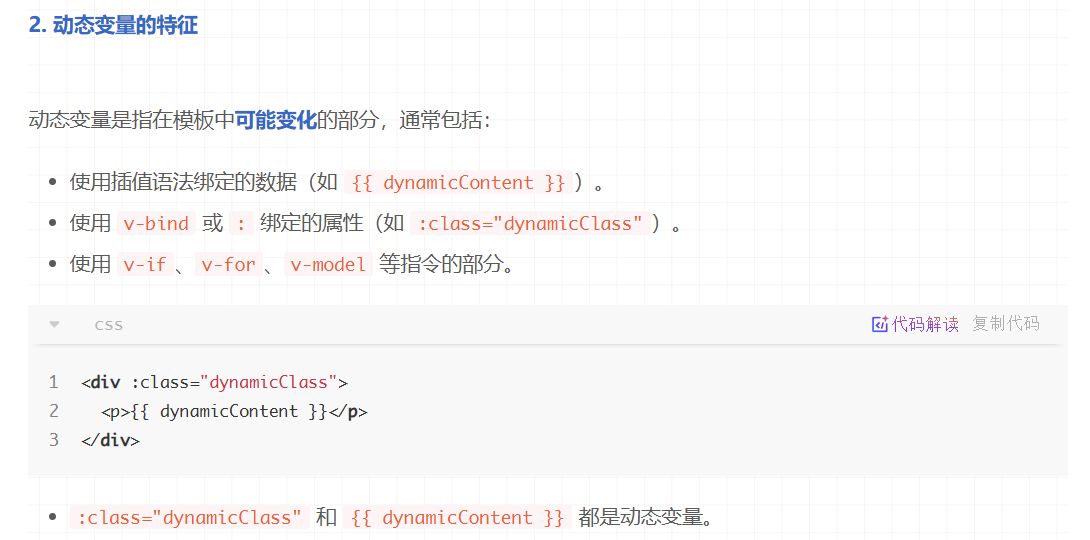 2. 动态变量的特征
动态变量是指在模板中可能变化的部分，通常包括：
使用插值语法绑定的数据（如 {{ dynamicContent }}）。
使用 v-bind 或 : 绑定的属性（如 :class="dynamicClass"）。
使用 v-if、v-for、v-model 等指令的部分。
css 代码解读 复制代码
1 <div :class="dynamicClass">
2   <p>{{ dynamicContent }}</p>
3 </div>
:class="dynamicClass" 和 {{ dynamicContent }} 都是动态变量。